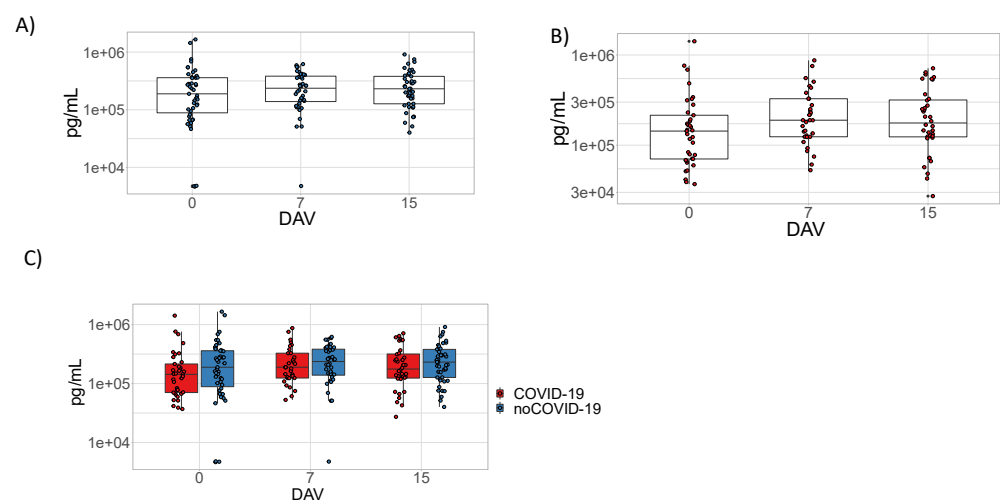 A)
pg/mL
1e+06
1e+05
1e+04
0 7 15
DAV
B)
pg/mL
1e+06
3e+05
1e+05
3e+04
0 7 15
DAV
C)
pg/mL
1e+06
1e+05
1e+04
0 7 15
DAV
COVID-19
noCOVID-19